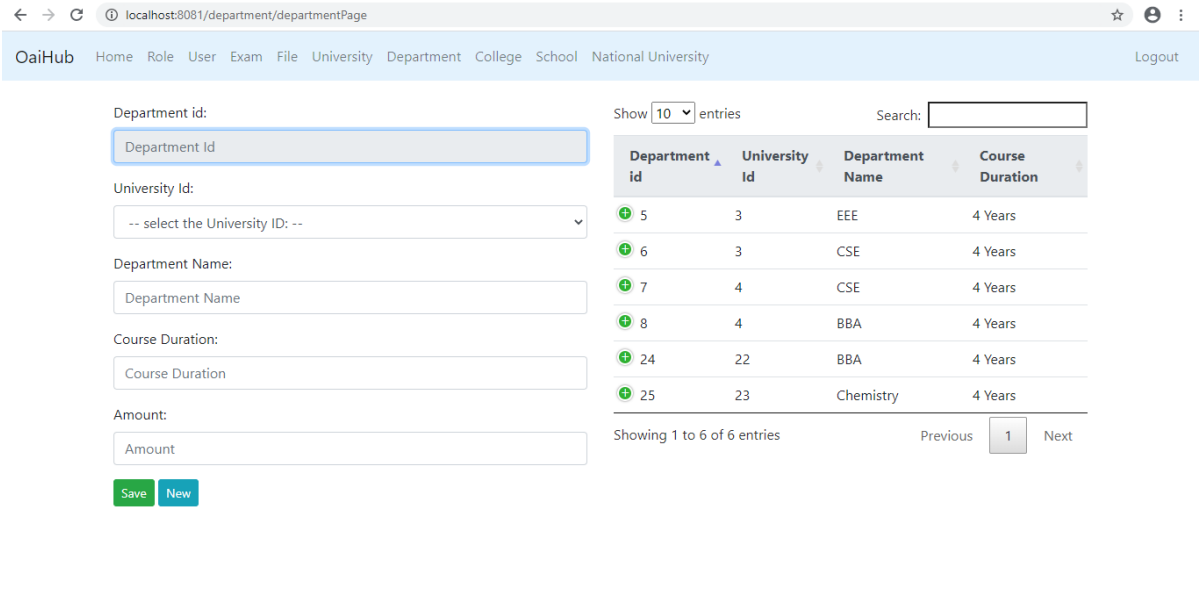 localhost:8081/department/departmentPage
OaiHub Home Role User Exam File University Department College School National University Logout
Department id:
Department Id
University Id:
-- select the University ID: --
Department Name:
Department Name
Course Duration:
Course Duration
Amount:
Amount
Save New
Show 10 entries Search:
Department id University Id Department Name Course Duration
5 3 EEE 4 Years
6 3 CSE 4 Years
7 4 CSE 4 Years
8 4 BBA 4 Years
24 22 BBA 4 Years
25 23 Chemistry 4 Years
Showing 1 to 6 of 6 entries Previous 1 Next